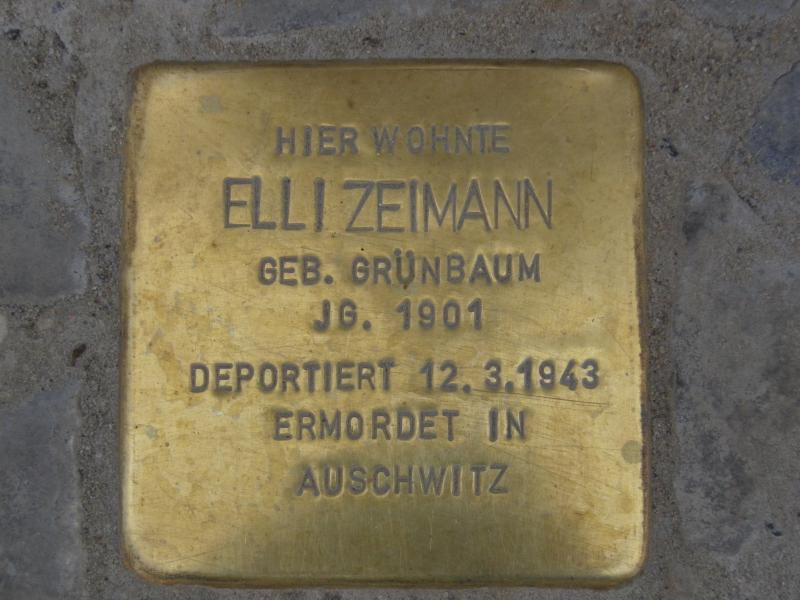 HIER WOHNTE
ELLI ZEIMANN
GEB. GRÜNBAUM
JG. 1901
DEPORTIERT 12.3.1943
ERMORDET IN
AUSCHWITZ